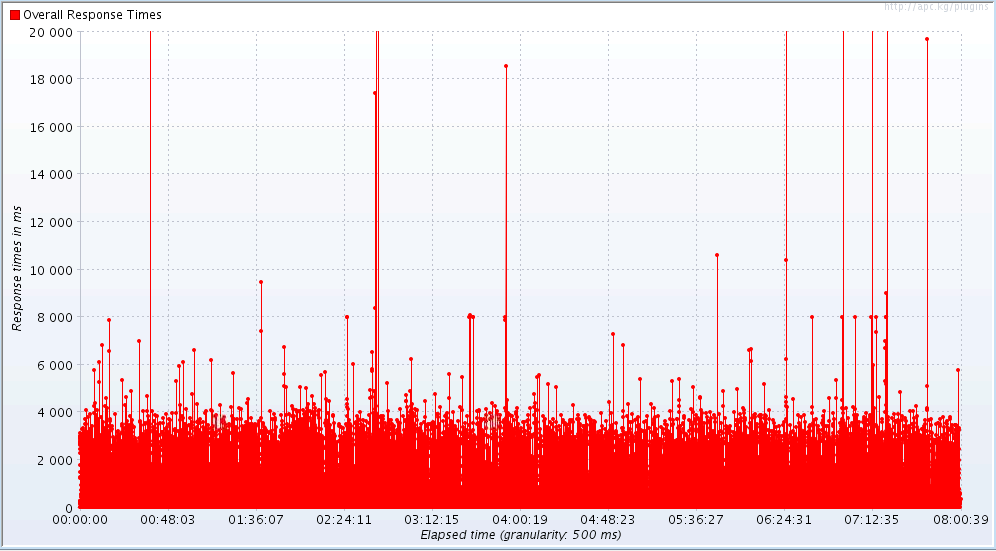 http://apc.kg/plugins
Overall Response Times
20 000
18 000
16 000
14 000
12 000
10 000
8 000
6 000
4 000
2 000
0
Response times in ms
00:00:00 00:48:03 01:36:07 02:24:11 03:12:15 04:00:19 04:48:23 05:36:27 06:24:31 07:12:35 08:00:39
Elapsed time (granularity: 500 ms)